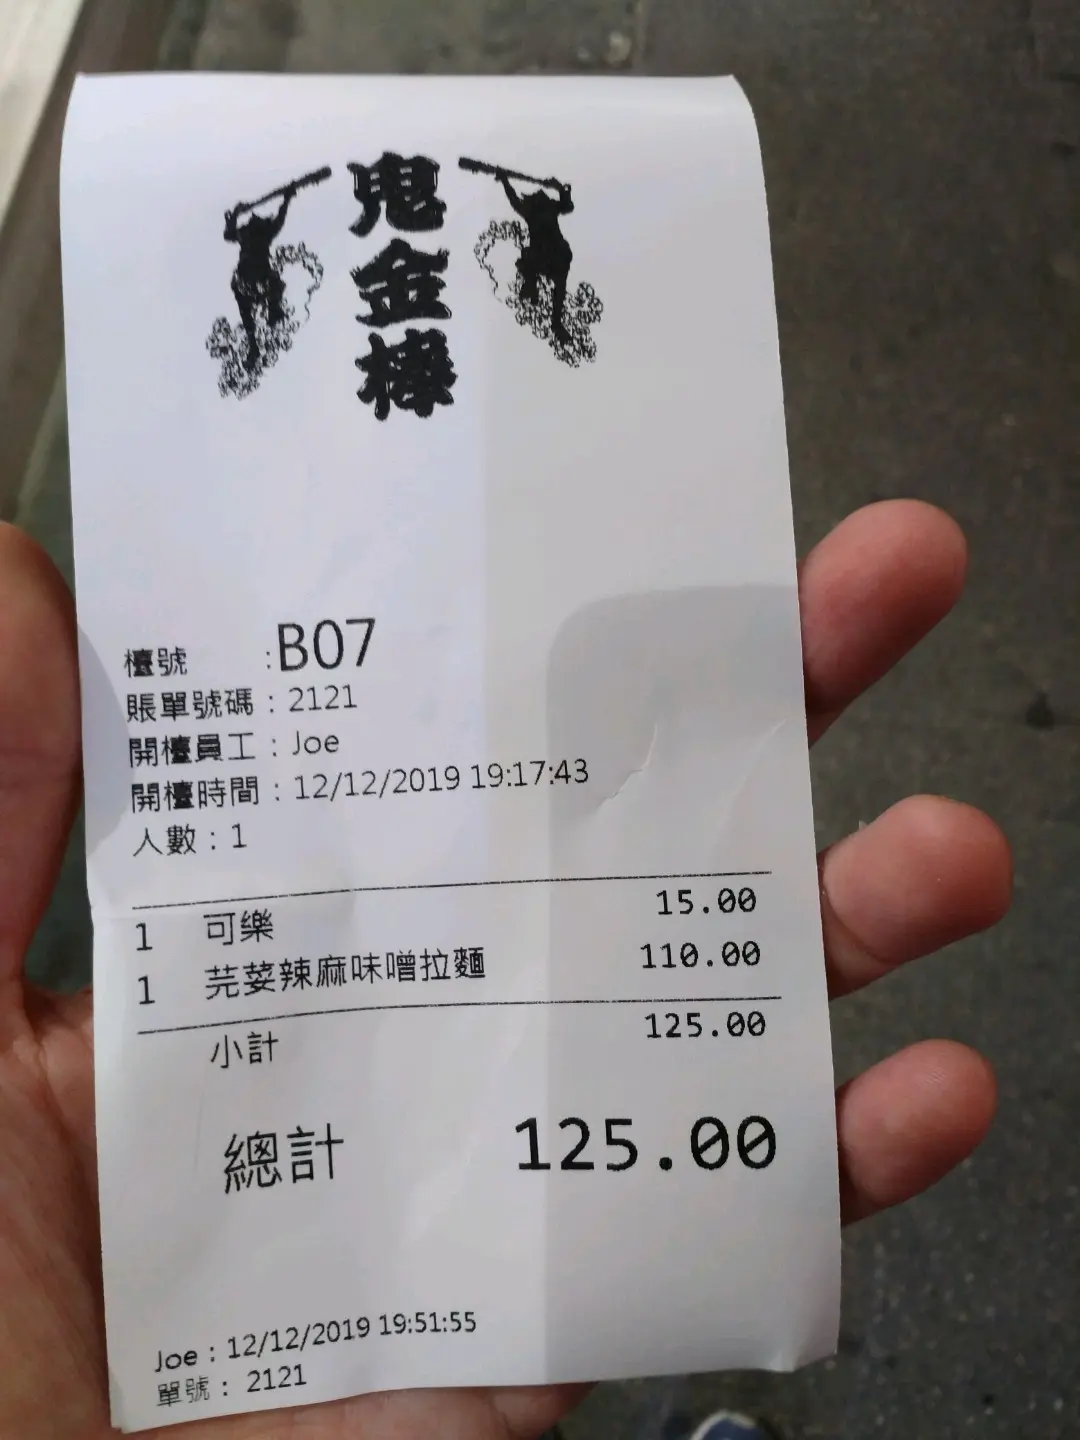 鬼金棒
檯號 :B07
賬單號碼 : 2121
開檯員工 : Joe
開檯時間 : 12/12/2019 19:17:43
人數 : 1
1 可樂 15.00
1 芫荽辣麻味噌拉麵 110.00
小計 125.00
總計 125.00
Joe : 12/12/2019 19:51:55
單號 : 2121